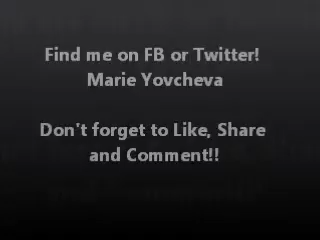 Find me on FB or Twitter!
Marie Yovcheva
Don't forget to Like, Share
and Comment!!